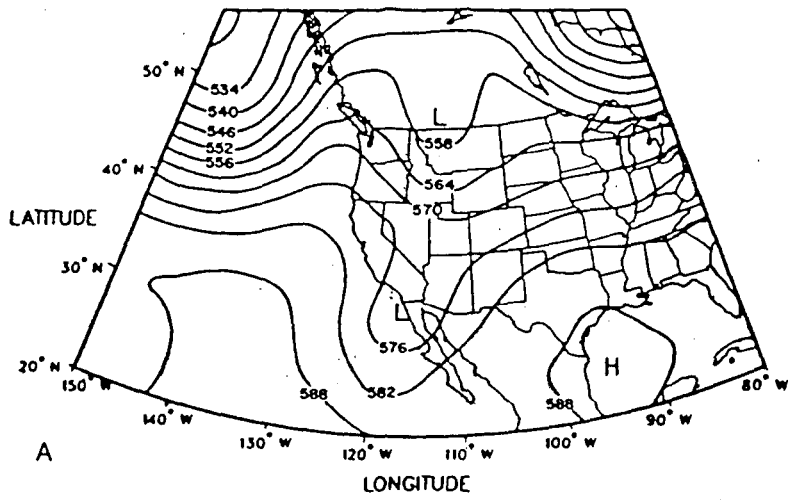 50° N
534
540
546
552
556
40° N
LATITUDE
30° N
20° N
150° W
140° W
130° W
120° W
110° W
100° W
90° W
80° W
L
558
564
570
L
576
582
588
H
588
A
LONGITUDE